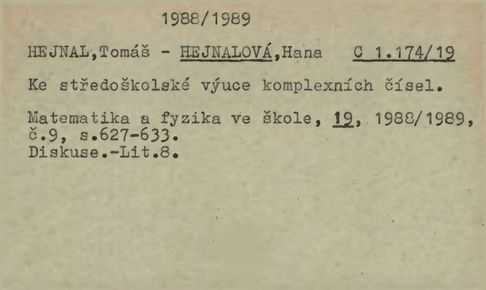 1988/1989
HEJNAL,Tomáš - HEJNALOVÁ,Hana C 1.174/19
Ke středoškolské výuce komplexních čísel.
Matematika a fyzika ve škole, 19, 1988/1989,
č.9, s.627-633.
Diskuse.-Lit.8.